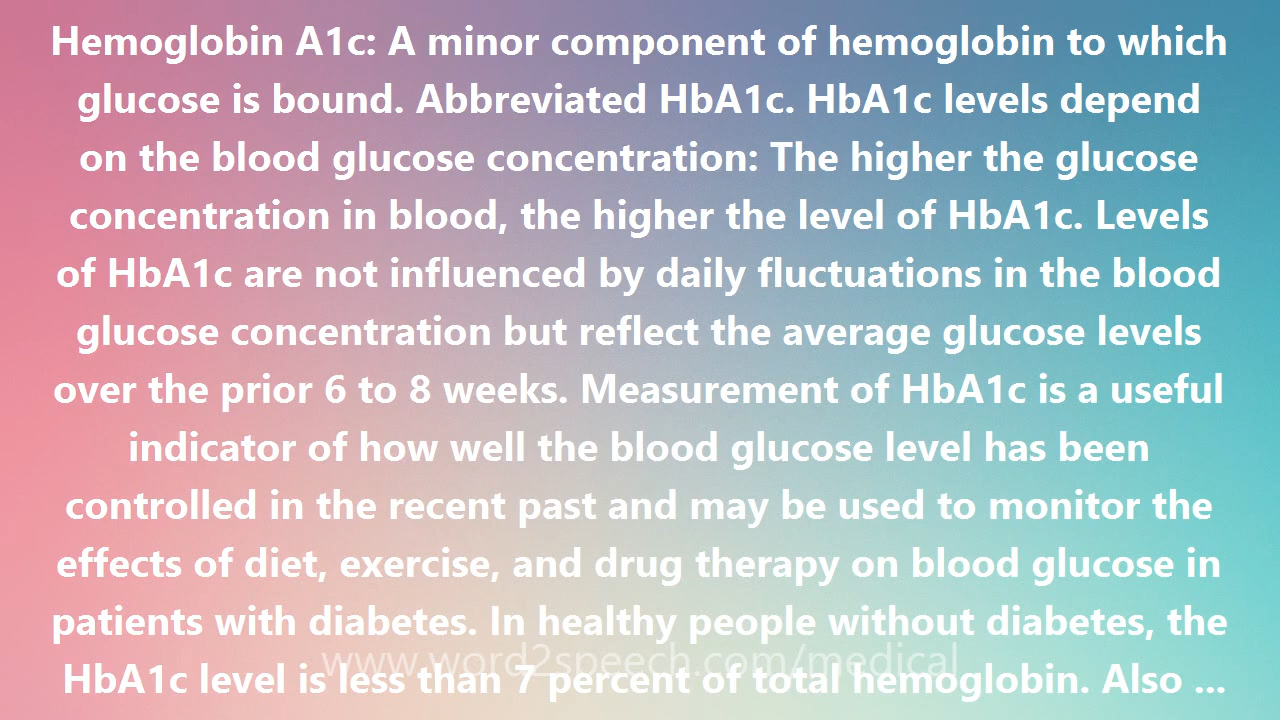 Hemoglobin A1c: A minor component of hemoglobin to which
glucose is bound. Abbreviated HbA1c. HbA1c levels depend
on the blood glucose concentration: The higher the glucose
concentration in blood, the higher the level of HbA1c. Levels
of HbA1c are not influenced by daily fluctuations in the blood
glucose concentration but reflect the average glucose levels
over the prior 6 to 8 weeks. Measurement of HbA1c is a useful
indicator of how well the blood glucose level has been
controlled in the recent past and may be used to monitor the
effects of diet, exercise, and drug therapy on blood glucose in
patients with diabetes. In healthy people without diabetes, the
www.word2speech.com/medical
HbA1c level is less than 7 percent of total hemoglobin. Also ...